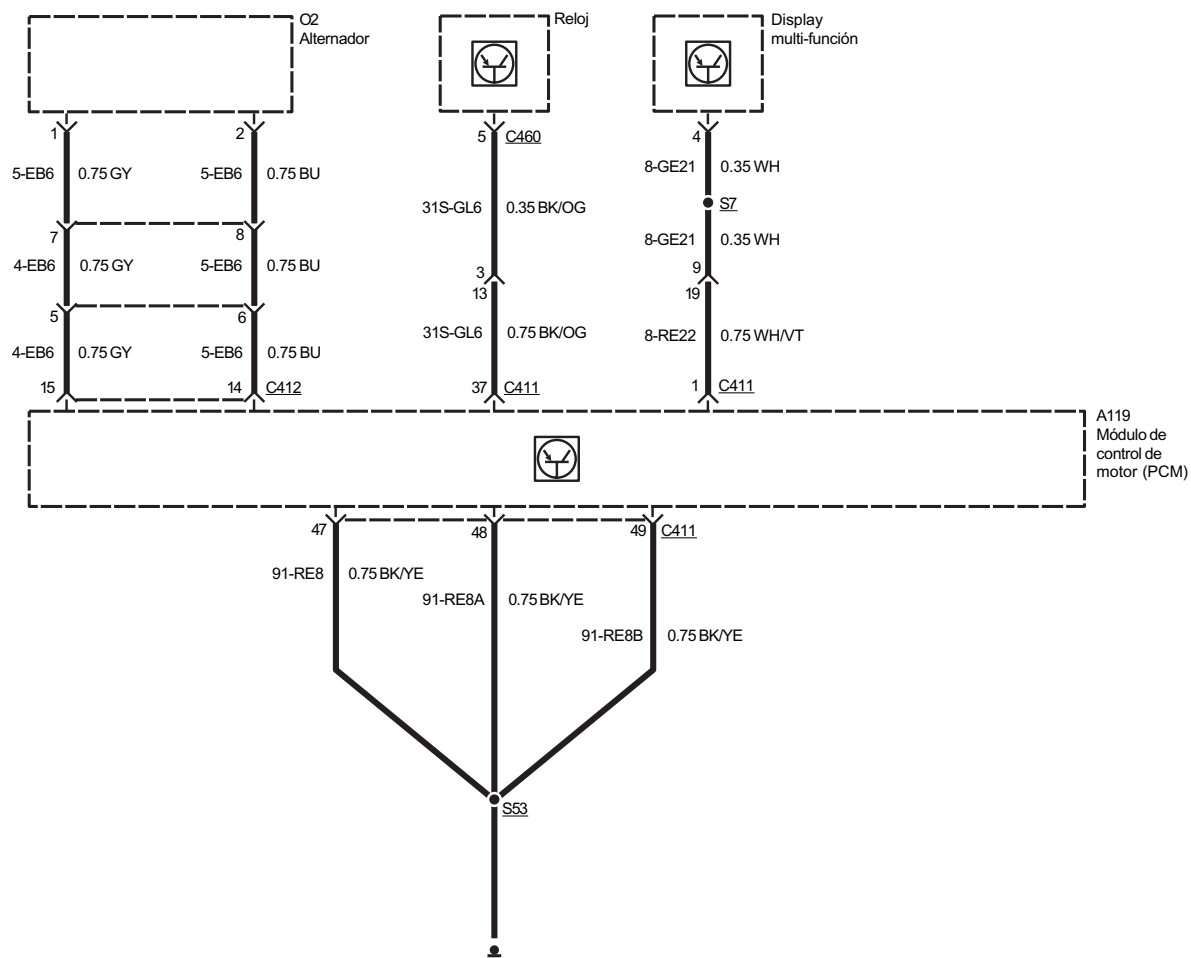 O2
Alternador
Reloj
Display
multi-función
1
2
5
C460
4
5-EB6
0.75 GY
5-EB6
0.75 BU
31S-GL6
0.35 BK/OG
8-GE21
0.35 WH
S7
7
8
8-GE21
0.35 WH
4-EB6
0.75 GY
5-EB6
0.75 BU
3
13
9
19
5
6
31S-GL6
0.75 BK/OG
8-RE22
0.75 WH/VT
4-EB6
0.75 GY
5-EB6
0.75 BU
15
14
C412
37
C411
1
C411
A119
Módulo de
control de
motor (PCM)
47
48
49
C411
91-RE8
0.75 BK/YE
91-RE8A
0.75 BK/YE
91-RE8B
0.75 BK/YE
S53